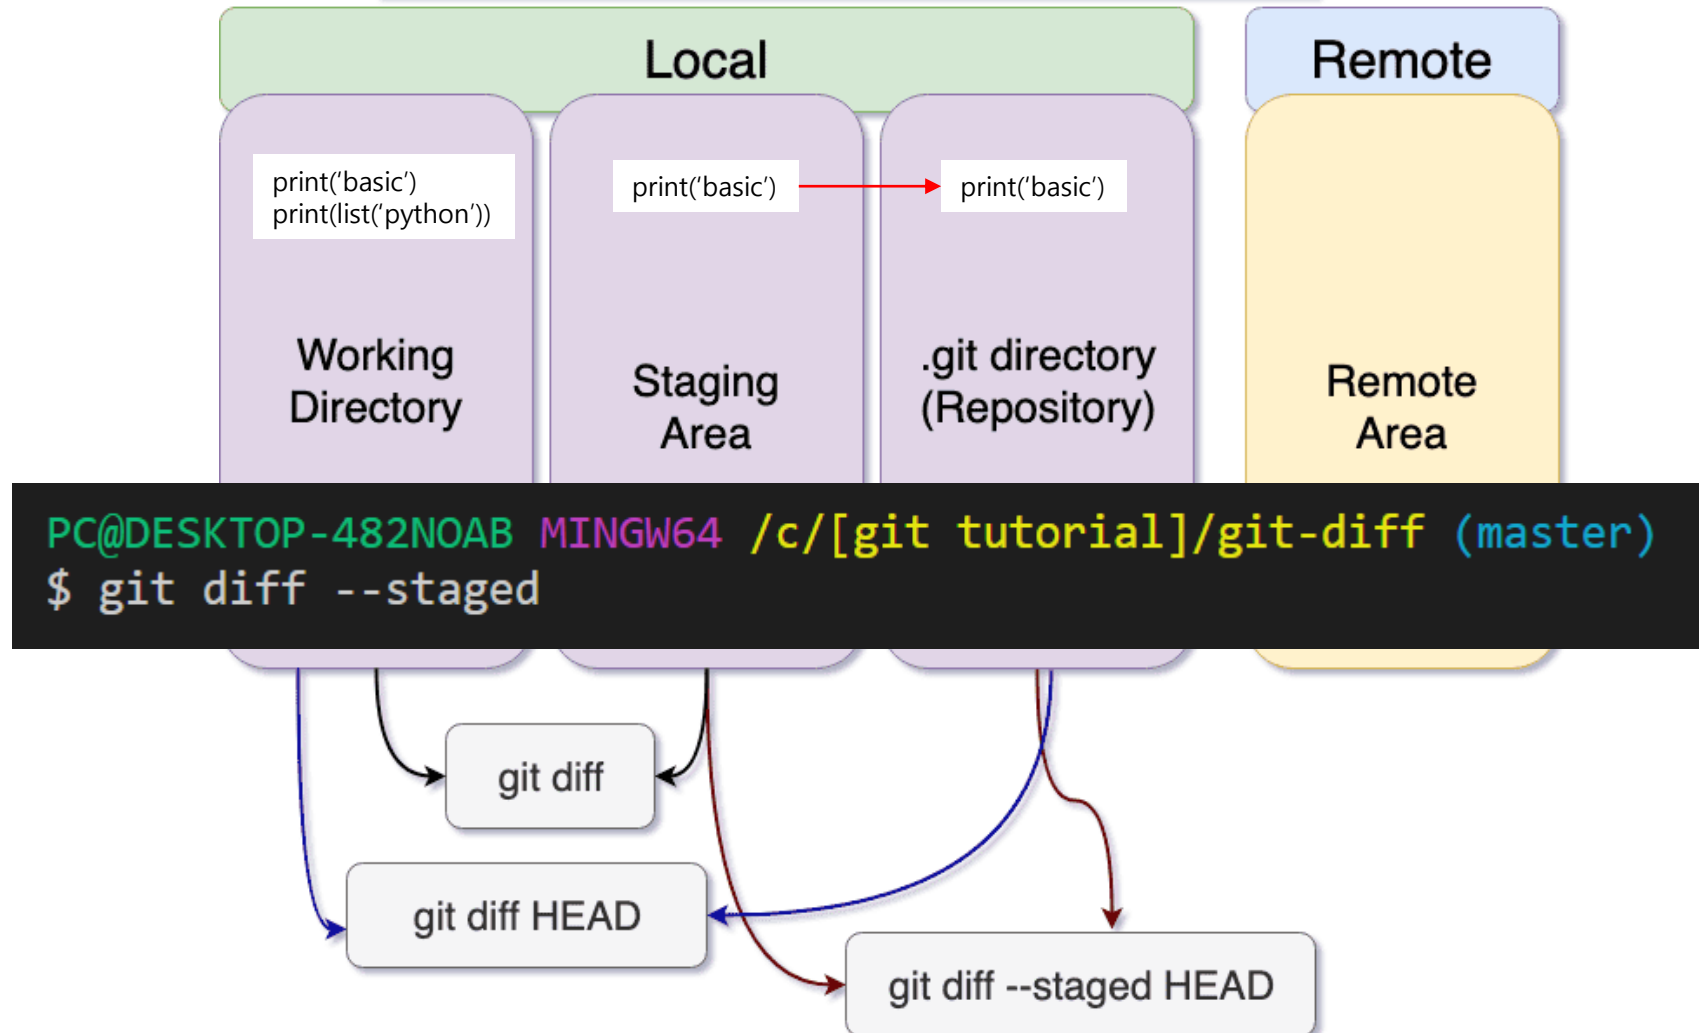 Local
Remote
print(‘basic’)
print(list(‘python’))
print(‘basic’)
print(‘basic’)
Working
Directory
Staging
Area
.git directory
(Repository)
Remote
Area
PC@DESKTOP-482NOAB MINGW64 /c/[git tutorial]/git-diff (master)
$ git diff --staged
git diff
git diff HEAD
git diff --staged HEAD